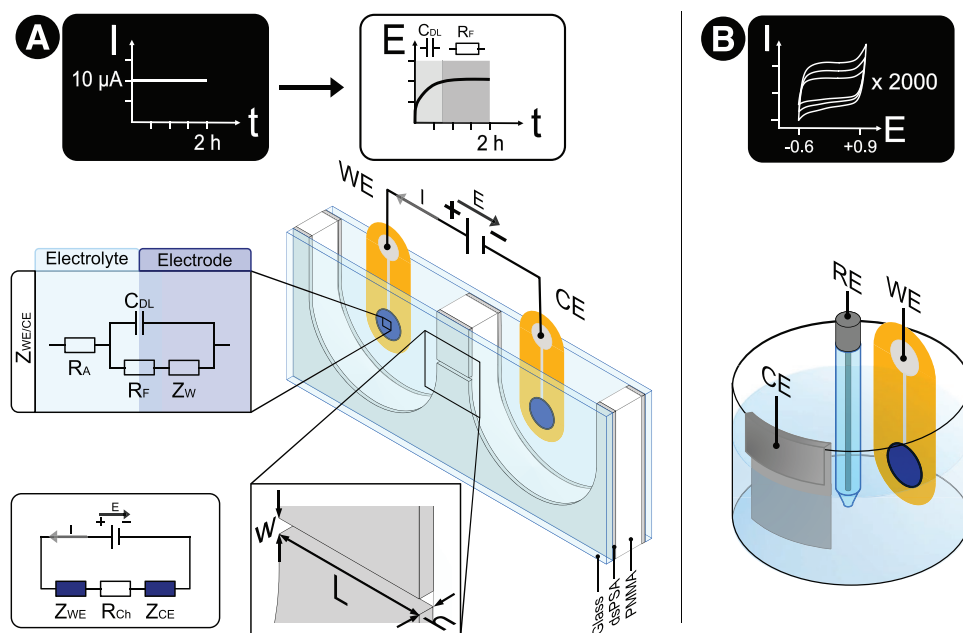 A
I
10 µA
t
2 h
E
CDL
RF
t
2 h
WE
I
+
E
-
CE
Electrolyte
Electrode
ZWE/CE
CDL
RA
RF
ZW
E
I
+
-
ZWE
RCh
ZCE
W
L
h
Glass
dsPSA
PMMA
B
I
x 2000
E
-0.6
+0.9
RE
WE
CE